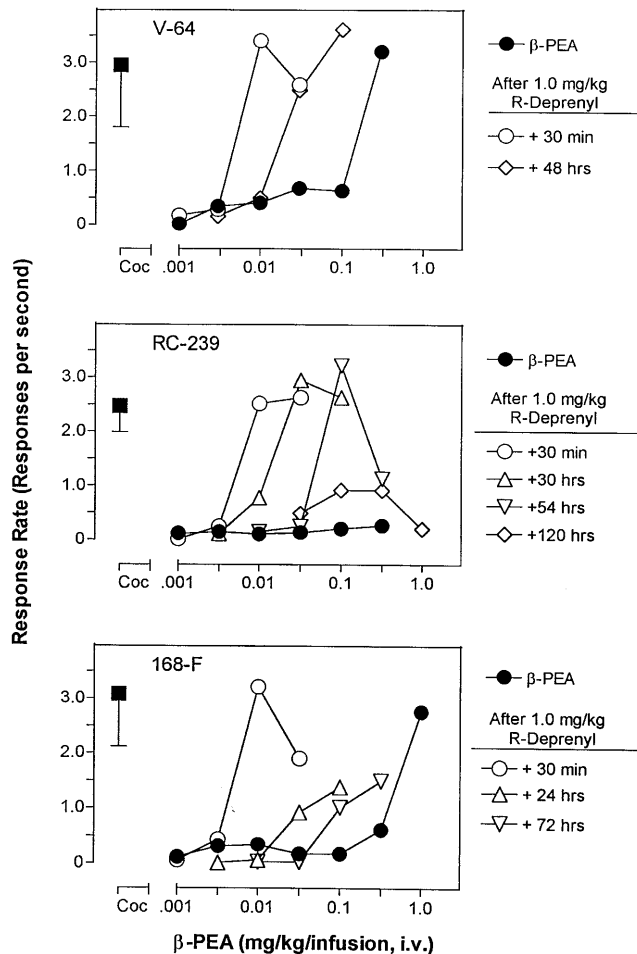 V-64
3.0
2.0
1.0
0
Coc
.001
0.01
0.1
1.0
β-PEA
After 1.0 mg/kg
R-Deprenyl
+ 30 min
+ 48 hrs
Response Rate (Responses per second)
RC-239
3.0
2.0
1.0
0
Coc
.001
0.01
0.1
1.0
β-PEA
After 1.0 mg/kg
R-Deprenyl
+30 min
+30 hrs
+54 hrs
+120 hrs
168-F
3.0
2.0
1.0
0
Coc
.001
0.01
0.1
1.0
β-PEA
After 1.0 mg/kg
R-Deprenyl
+ 30 min
+ 24 hrs
+ 72 hrs
β-PEA (mg/kg/infusion, i.v.)